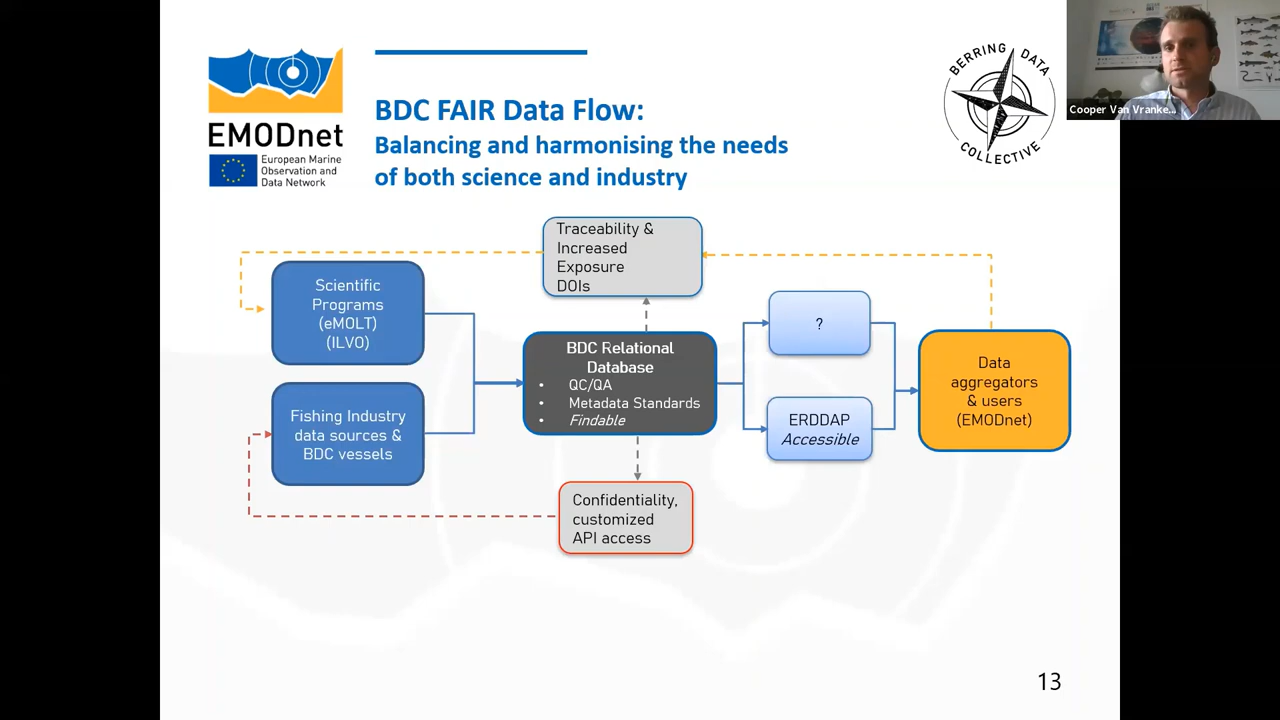 EMODnet
European Marine
Observation and
Data Network
BDC FAIR Data Flow:
Balancing and harmonising the needs
of both science and industry
BERRING DATA
COLLECTIVE
Cooper Van Vranke...
Traceability &
Increased
Exposure
DOIs
Scientific
Programs
(eMOLT)
(ILVO)
Fishing Industry
data sources &
BDC vessels
BDC Relational
Database
• QC/QA
• Metadata Standards
• Findable
?
ERDDAP
Accessible
Data
aggregators
& users
(EMODnet)
Confidentiality,
customized
API access
13